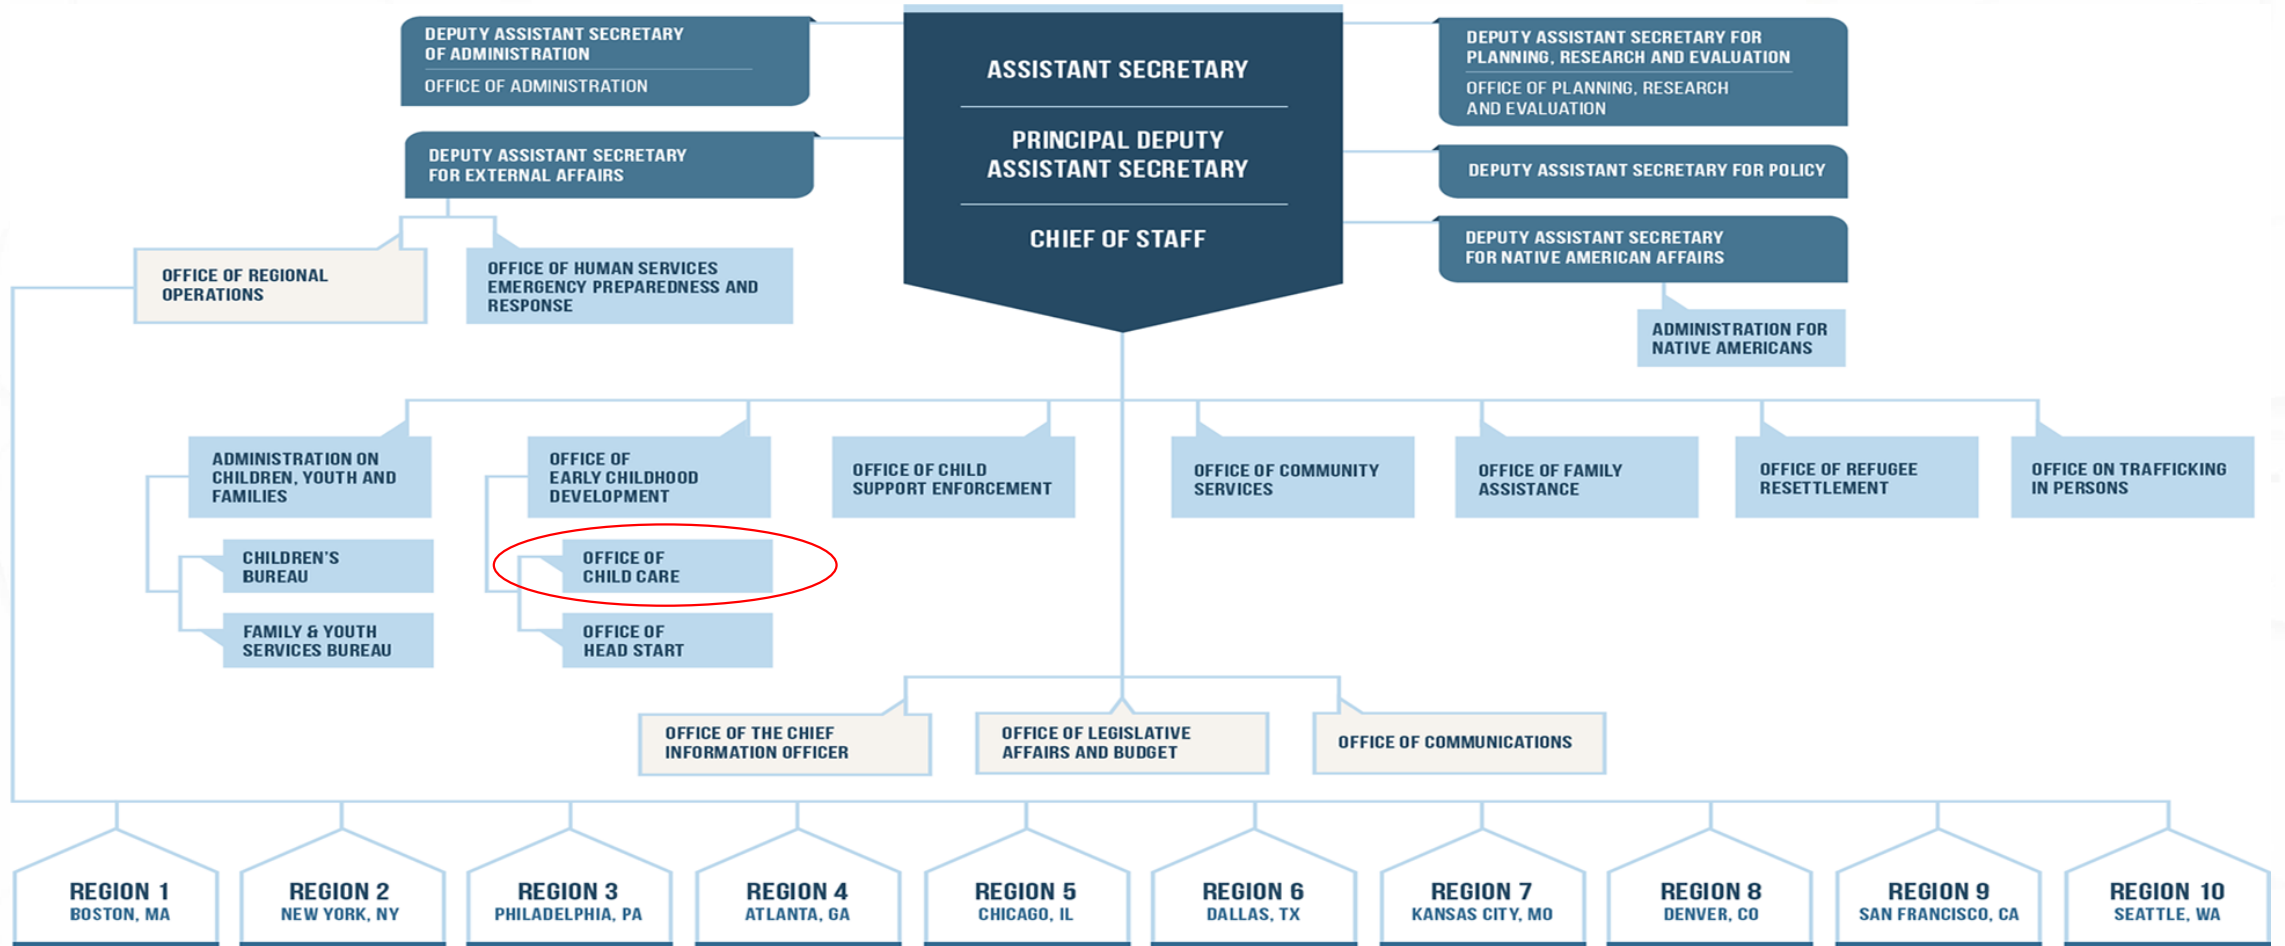 DEPUTY ASSISTANT SECRETARY
OF ADMINISTRATION
OFFICE OF ADMINISTRATION
DEPUTY ASSISTANT SECRETARY
FOR EXTERNAL AFFAIRS
ASSISTANT SECRETARY
PRINCIPAL DEPUTY
ASSISTANT SECRETARY
CHIEF OF STAFF
DEPUTY ASSISTANT SECRETARY FOR
PLANNING, RESEARCH AND EVALUATION
OFFICE OF PLANNING, RESEARCH
AND EVALUATION
DEPUTY ASSISTANT SECRETARY FOR POLICY
DEPUTY ASSISTANT SECRETARY
FOR NATIVE AMERICAN AFFAIRS
OFFICE OF REGIONAL
OPERATIONS
OFFICE OF HUMAN SERVICES
EMERGENCY PREPAREDNESS AND
RESPONSE
ADMINISTRATION FOR
NATIVE AMERICANS
ADMINISTRATION ON
CHILDREN, YOUTH AND
FAMILIES
OFFICE OF
EARLY CHILDHOOD
DEVELOPMENT
OFFICE OF CHILD
SUPPORT ENFORCEMENT
OFFICE OF COMMUNITY
SERVICES
OFFICE OF FAMILY
ASSISTANCE
OFFICE OF REFUGEE
RESETTLEMENT
OFFICE ON TRAFFICKING
IN PERSONS
CHILDREN'S
BUREAU
OFFICE OF
CHILD CARE
FAMILY & YOUTH
SERVICES BUREAU
OFFICE OF
HEAD START
OFFICE OF THE CHIEF
INFORMATION OFFICER
OFFICE OF LEGISLATIVE
AFFAIRS AND BUDGET
OFFICE OF COMMUNICATIONS
REGION 1
BOSTON, MA
REGION 2
NEW YORK, NY
REGION 3
PHILADELPHIA, PA
REGION 4
ATLANTA, GA
REGION 5
CHICAGO, IL
REGION 6
DALLAS, TX
REGION 7
KANSAS CITY, MO
REGION 8
DENVER, CO
REGION 9
SAN FRANCISCO, CA
REGION 10
SEATTLE, WA